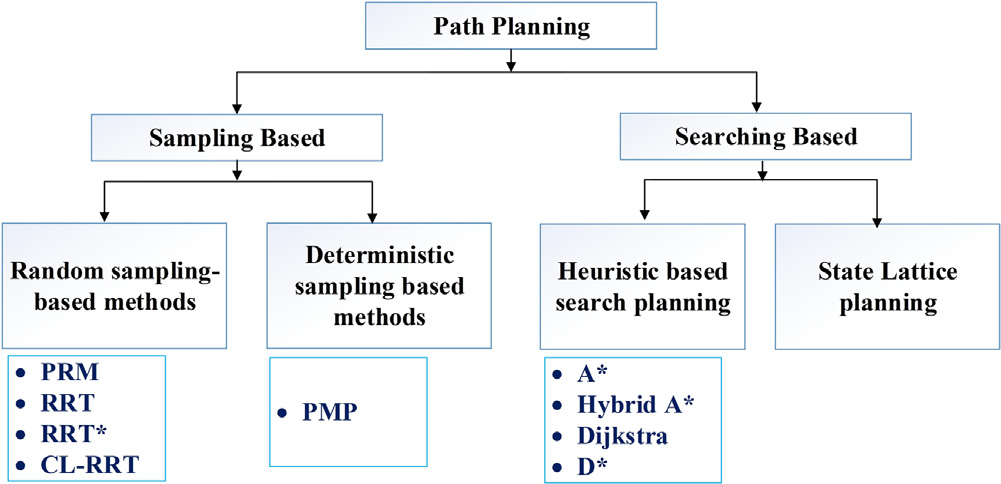 Path Planning
Sampling Based
Searching Based
Random sampling-
based methods
Deterministic
sampling based
methods
Heuristic based
search planning
State Lattice
planning
• PRM
• RRT
• RRT*
• CL-RRT
• PMP
• A*
• Hybrid A*
• Dijkstra
• D*